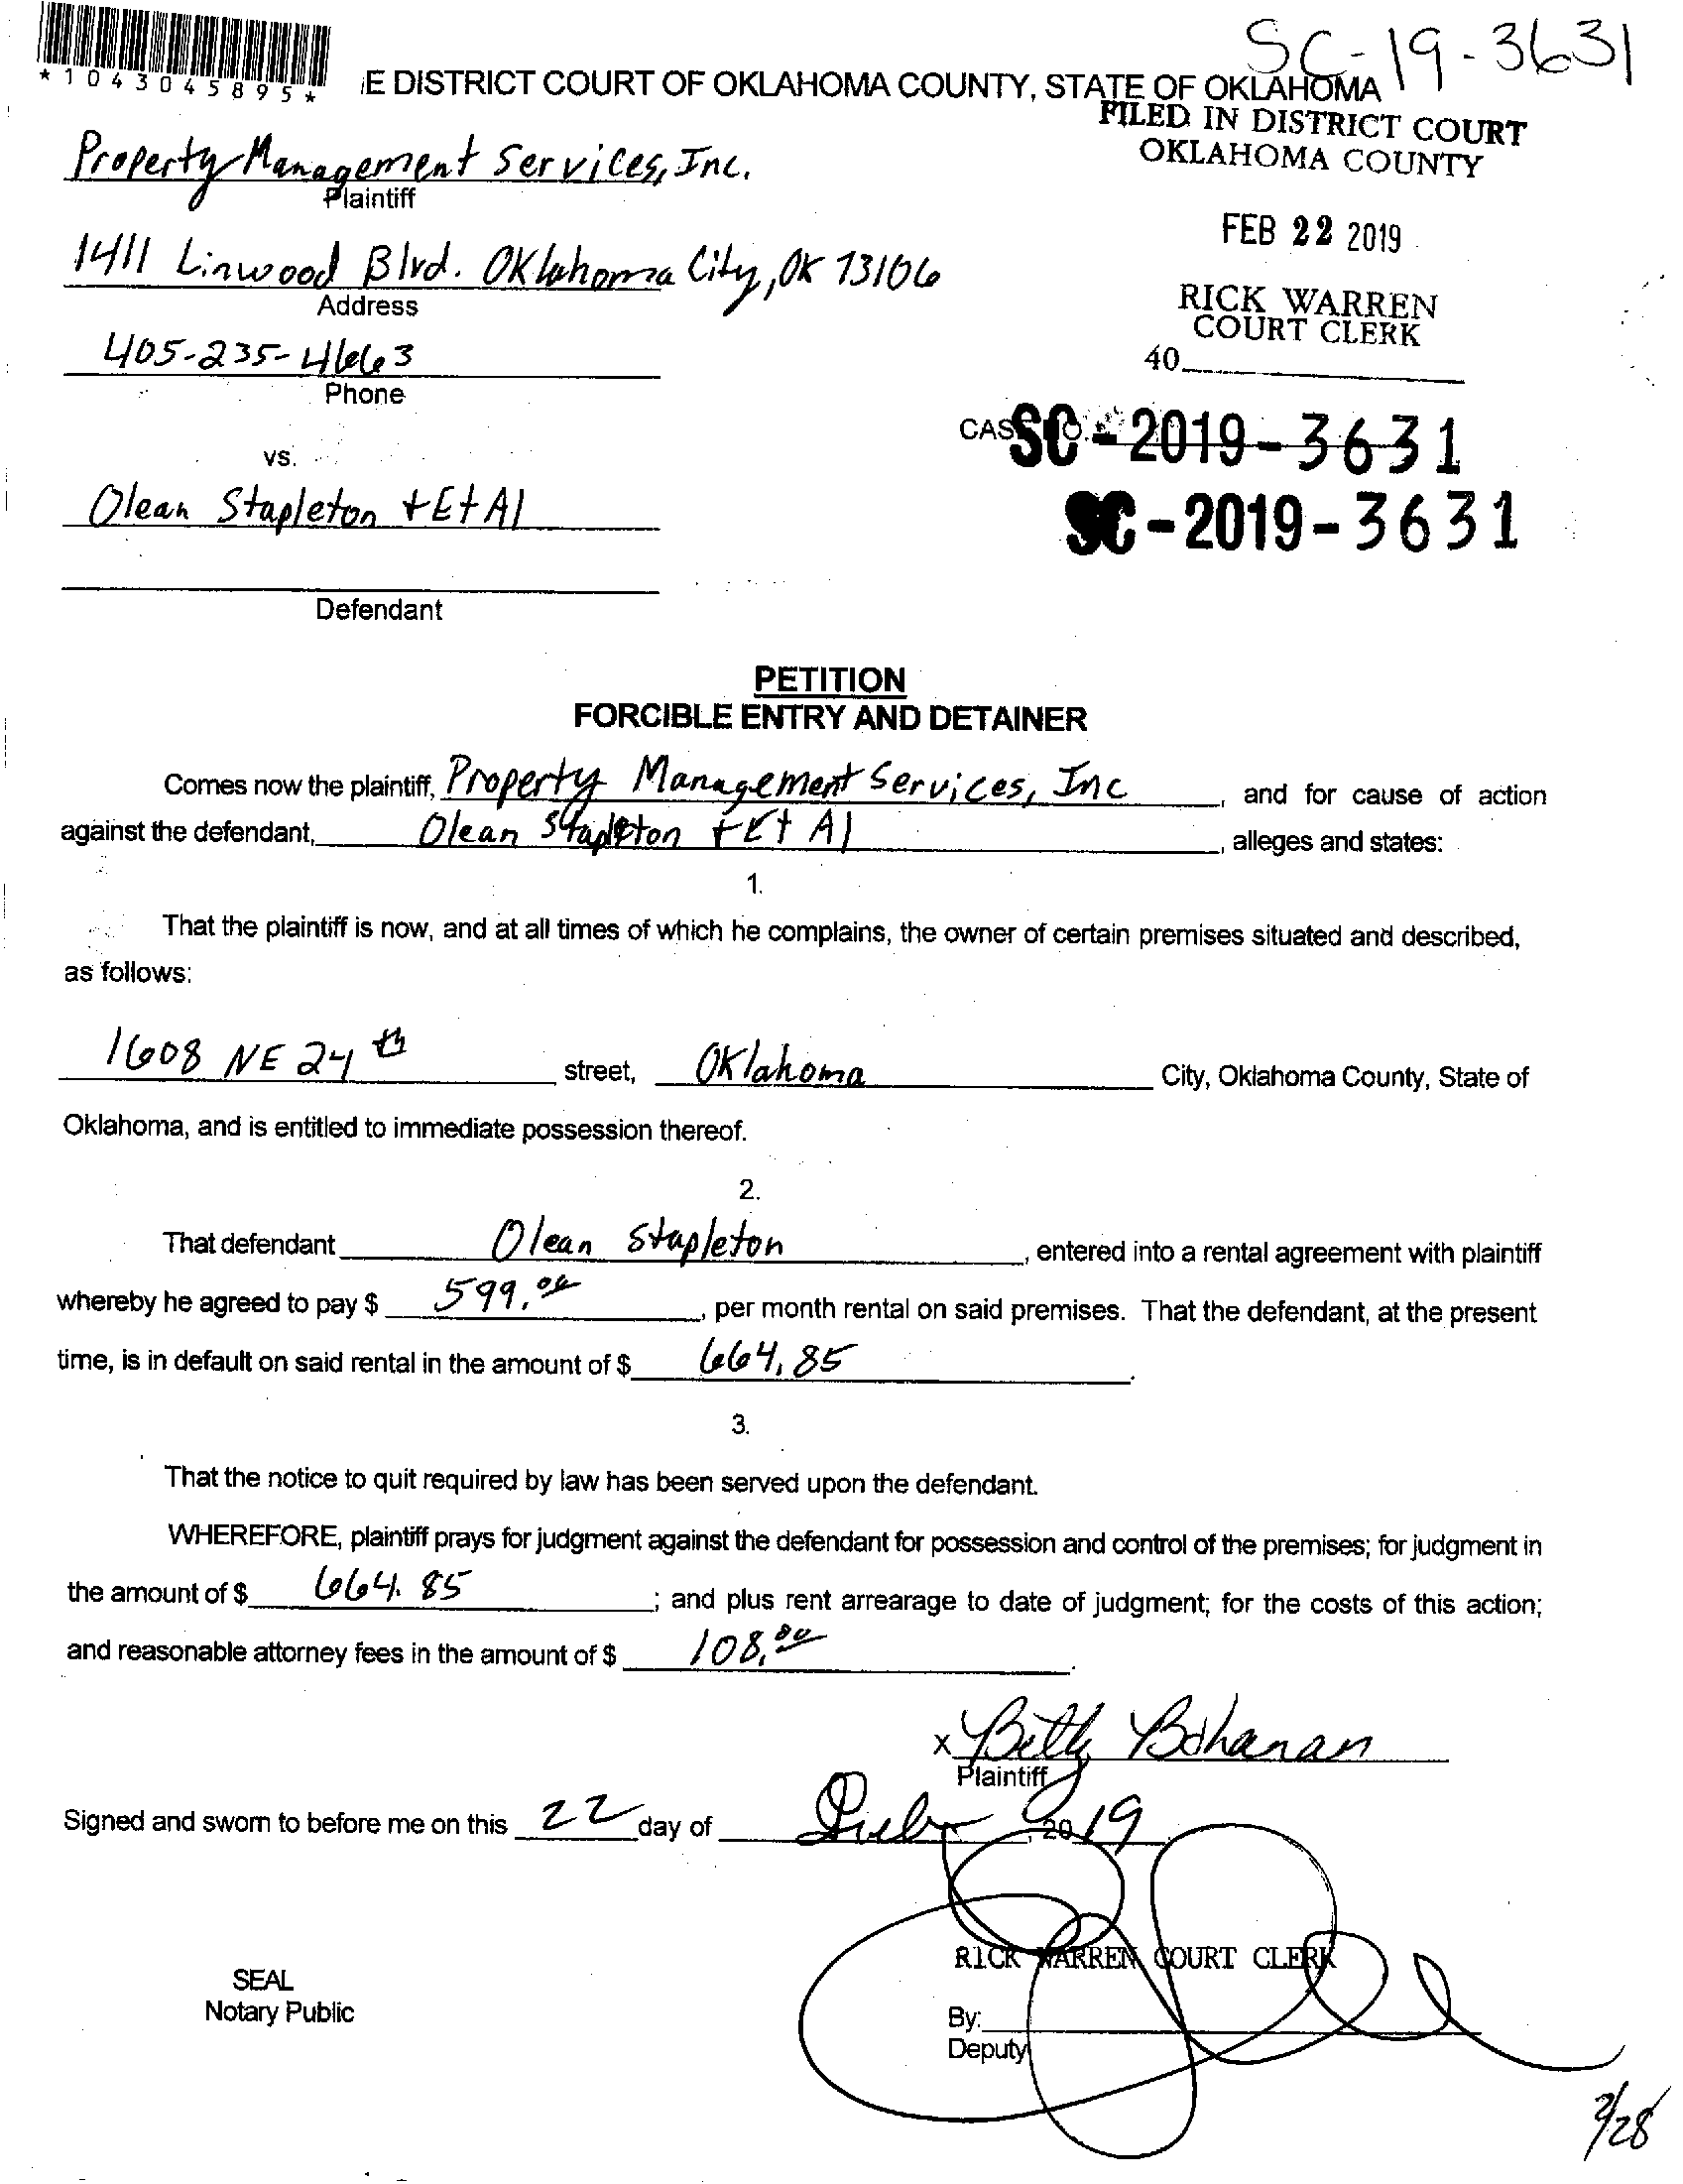 SC-19-3631
*1043045895*
E DISTRICT COURT OF OKLAHOMA COUNTY, STATE OF OKLAHOMA
FILED IN DISTRICT COURT
OKLAHOMA COUNTY
Property Management Services, Inc.
Plaintiff
FEB 22 2019
1411 Linwood Blvd. Oklahoma City, OK 73106
Address
RICK WARREN
COURT CLERK
405-235-4663
40
Phone
SC-2019-3631
vs.
Olean Stapleton + Et Al
SC-2019-3631
Defendant
PETITION
FORCIBLE ENTRY AND DETAINER
Comes now the plaintiff, Property Management Services, Inc, and for cause of action
against the defendant, Olean Stapleton + Et Al, alleges and states:
1.
That the plaintiff is now, and at all times of which he complains, the owner of certain premises situated and described,
as follows:
1608 NE 24th street, Oklahoma City, Oklahoma County, State of
Oklahoma, and is entitled to immediate possession thereof.
2.
That defendant Olean Stapleton, entered into a rental agreement with plaintiff
whereby he agreed to pay $ 599.00, per month rental on said premises. That the defendant, at the present
time, is in default on said rental in the amount of $ 664.85.
3.
That the notice to quit required by law has been served upon the defendant.
WHEREFORE, plaintiff prays for judgment against the defendant for possession and control of the premises; for judgment in
the amount of $ 664.85; and plus rent arrearage to date of judgment; for the costs of this action;
and reasonable attorney fees in the amount of $ 108.00.
x Betty Bohanan
Plaintiff
Signed and sworn to before me on this 22 day of , 2019
RICK WARREN COURT CLERK
SEAL
Notary Public
By:
Deputy
2/28